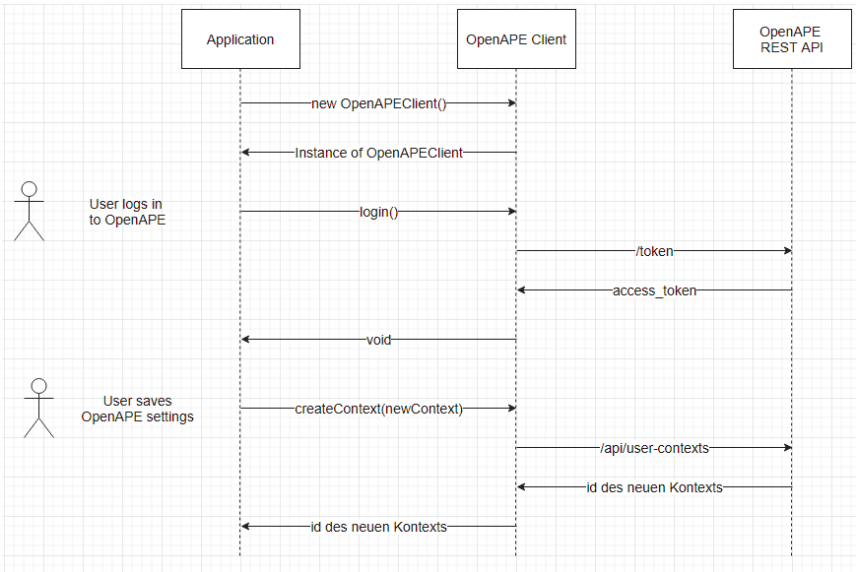 Application
OpenAPE Client
OpenAPE
REST API
new OpenAPEClient()
Instance of OpenAPEClient
User logs in
to OpenAPE
login()
/token
access_token
void
User saves
OpenAPE settings
createContext(newContext)
/api/user-contexts
id des neuen Kontexts
id des neuen Kontexts